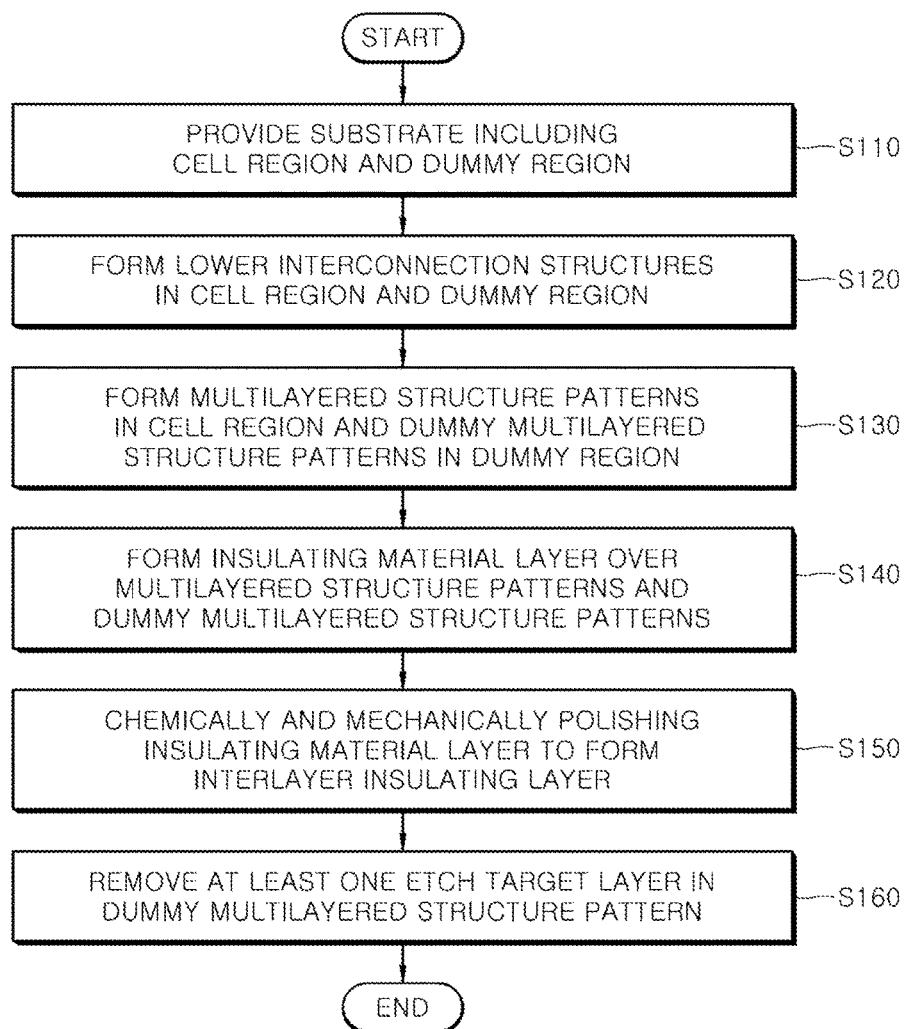 START
PROVIDE SUBSTRATE INCLUDING
CELL REGION AND DUMMY REGION
S110
FORM LOWER INTERCONNECTION STRUCTURES
IN CELL REGION AND DUMMY REGION
S120
FORM MULTILAYERED STRUCTURE PATTERNS
IN CELL REGION AND DUMMY MULTILAYERED
STRUCTURE PATTERNS IN DUMMY REGION
S130
FORM INSULATING MATERIAL LAYER OVER
MULTILAYERED STRUCTURE PATTERNS AND
DUMMY MULTILAYERED STRUCTURE PATTERNS
S140
CHEMICALLY AND MECHANICALLY POLISHING
INSULATING MATERIAL LAYER TO FORM
INTERLAYER INSULATING LAYER
S150
REMOVE AT LEAST ONE ETCH TARGET LAYER IN
DUMMY MULTILAYERED STRUCTURE PATTERN
S160
END